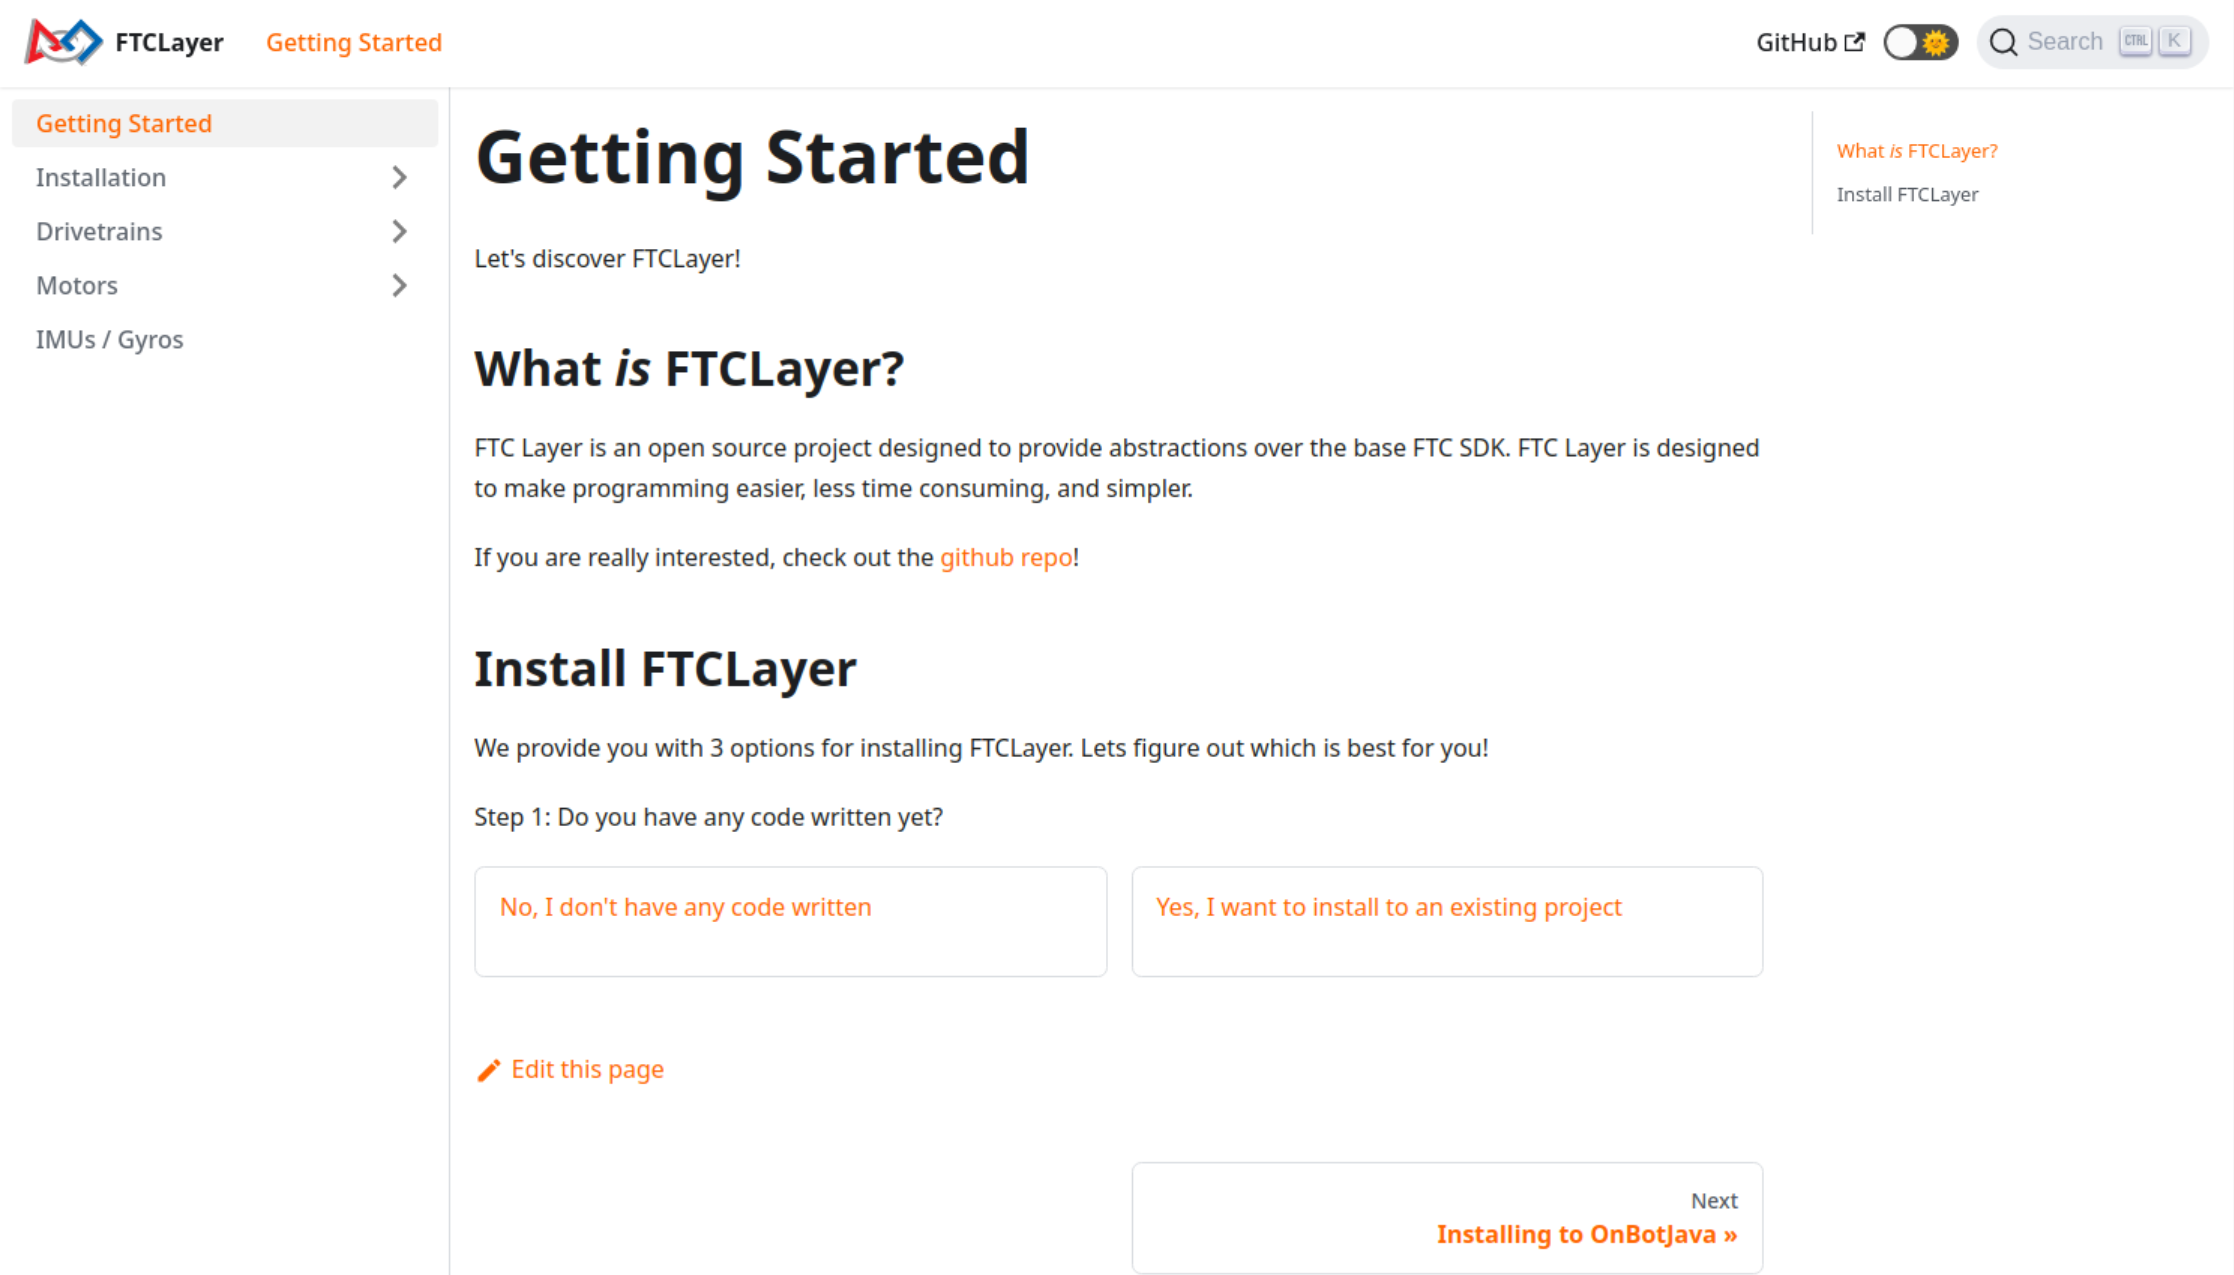 FTCLayer
Getting Started
GitHub
Search
CTRL
K
Getting Started
Installation
Drivetrains
Motors
IMUs / Gyros
Getting Started
Let's discover FTCLayer!
What is FTCLayer?
FTC Layer is an open source project designed to provide abstractions over the base FTC SDK. FTC Layer is designed
to make programming easier, less time consuming, and simpler.
If you are really interested, check out the github repo!
Install FTCLayer
We provide you with 3 options for installing FTCLayer. Lets figure out which is best for you!
Step 1: Do you have any code written yet?
No, I don't have any code written
Yes, I want to install to an existing project
Edit this page
Next
Installing to OnBotJava »
What is FTCLayer?
Install FTCLayer